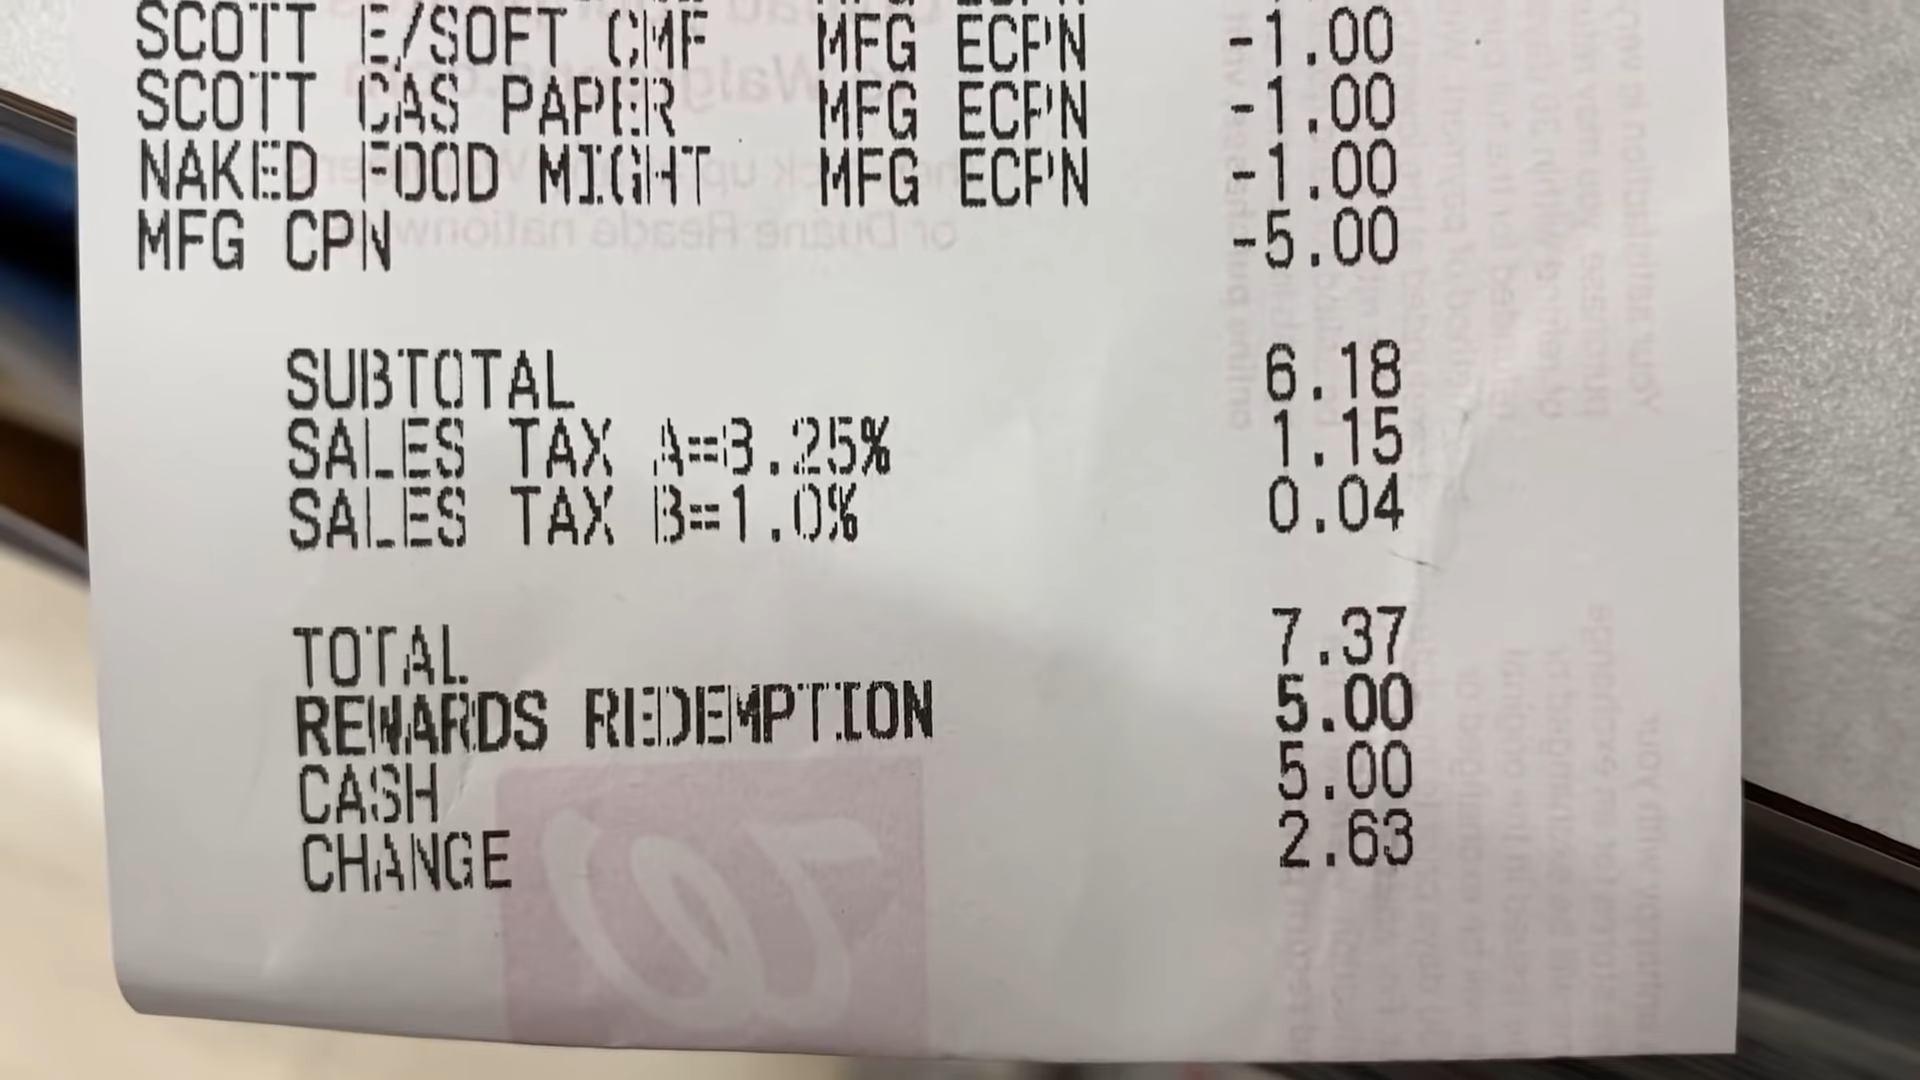 SCOTT E/SOFT CMF MFG ECPN -1.00
SCOTT CAS PAPER MFG ECPN -1.00
NAKED FOOD MIGHT MFG ECPN -1.00
MFG CPN -5.00
SUBTOTAL 6.18
SALES TAX A=8.25% 1.15
SALES TAX B=1.0% 0.04
TOTAL 7.37
REWARDS REDEMPTION 5.00
CASH 5.00
CHANGE 2.63